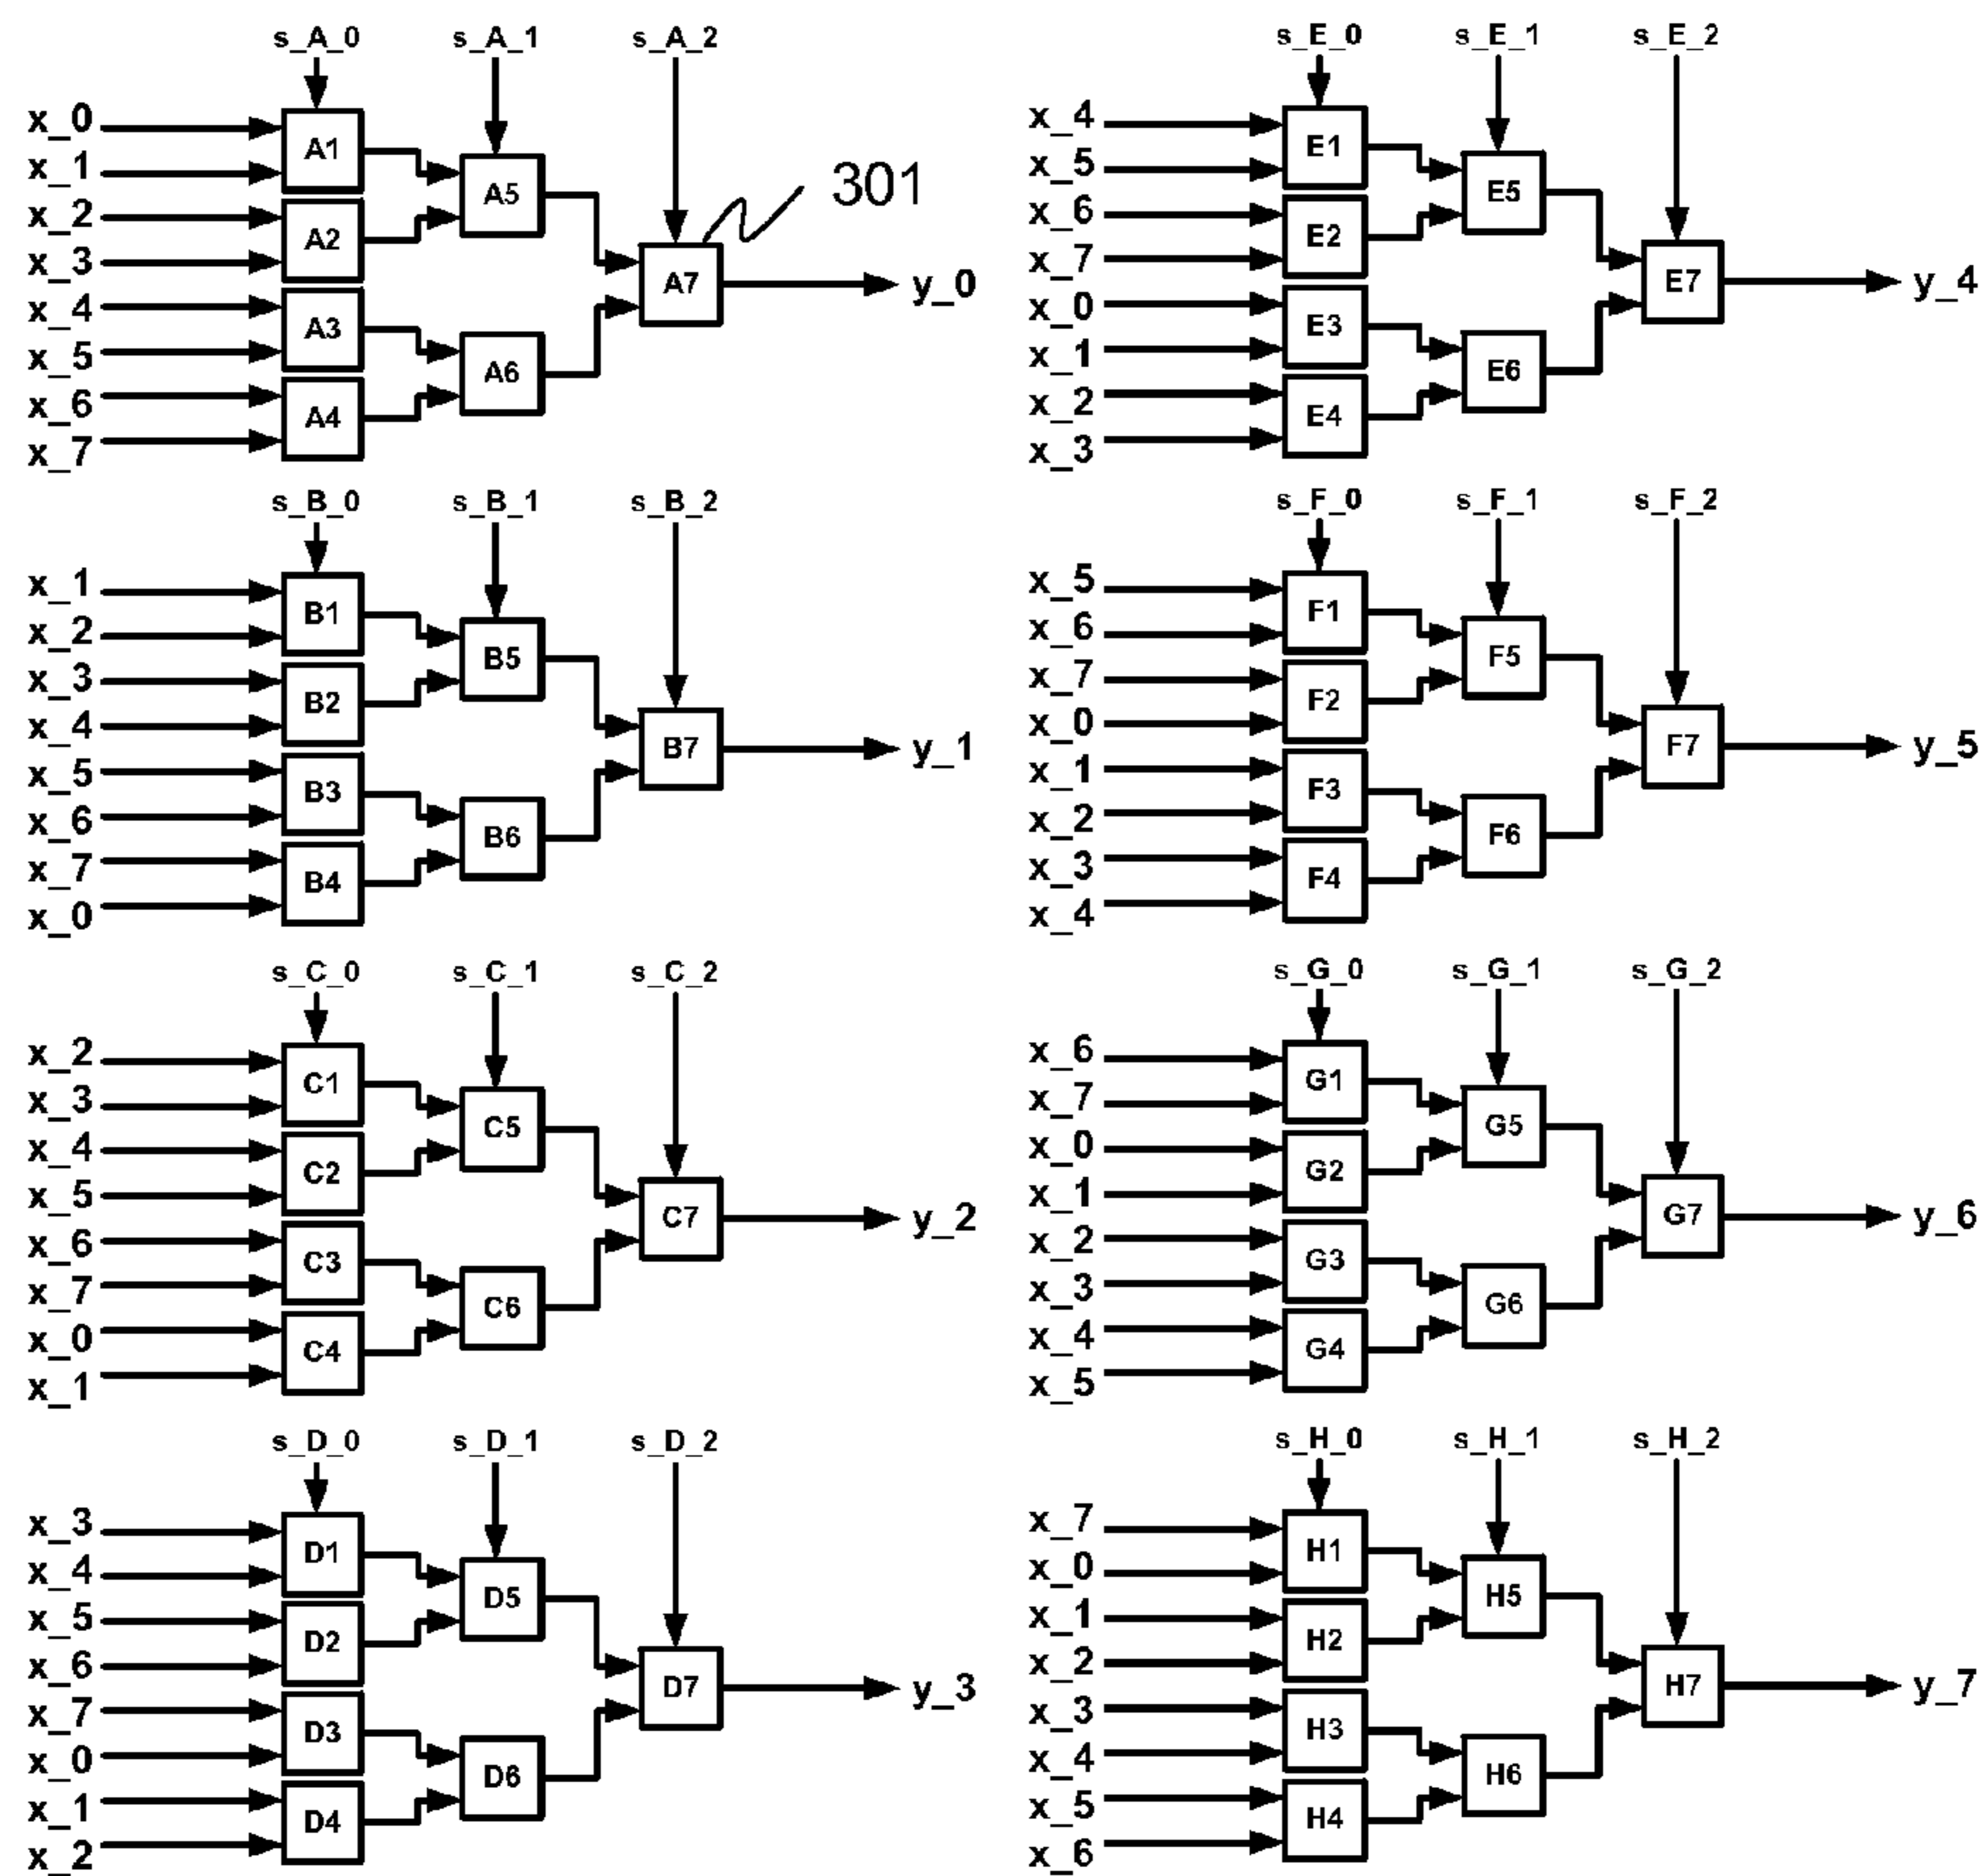 s_A_0 s_A_1 s_A_2
x_0
x_1
x_2
x_3
x_4
x_5
x_6
x_7
A1
A2
A3
A4
A5
A6
A7
301
y_0
s_B_0 s_B_1 s_B_2
x_1
x_2
x_3
x_4
x_5
x_6
x_7
x_0
B1
B2
B3
B4
B5
B6
B7
y_1
s_C_0 s_C_1 s_C_2
x_2
x_3
x_4
x_5
x_6
x_7
x_0
x_1
C1
C2
C3
C4
C5
C6
C7
y_2
s_D_0 s_D_1 s_D_2
x_3
x_4
x_5
x_6
x_7
x_0
x_1
x_2
D1
D2
D3
D4
D5
D6
D7
y_3
s_E_0 s_E_1 s_E_2
x_4
x_5
x_6
x_7
x_0
x_1
x_2
x_3
E1
E2
E3
E4
E5
E6
E7
y_4
s_F_0 s_F_1 s_F_2
x_5
x_6
x_7
x_0
x_1
x_2
x_3
x_4
F1
F2
F3
F4
F5
F6
F7
y_5
s_G_0 s_G_1 s_G_2
x_6
x_7
x_0
x_1
x_2
x_3
x_4
x_5
G1
G2
G3
G4
G5
G6
G7
y_6
s_H_0 s_H_1 s_H_2
x_7
x_0
x_1
x_2
x_3
x_4
x_5
x_6
H1
H2
H3
H4
H5
H6
H7
y_7